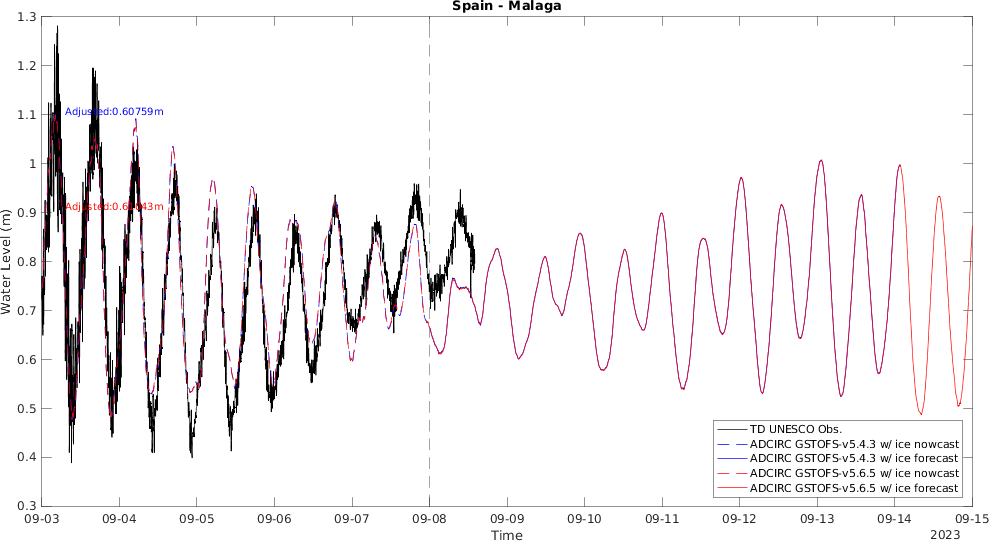 Spain - Malaga
1.3
1.2
1.1
1
0.9
0.8
0.7
0.6
0.5
0.4
0.3
Water Level (m)
Adjusted:0.60759m
TD UNESCO Obs.
ADCIRC GSTOFS-v5.4.3 w/ ice nowcast
ADCIRC GSTOFS-v5.4.3 w/ ice forecast
ADCIRC GSTOFS-v5.6.5 w/ ice nowcast
ADCIRC GSTOFS-v5.6.5 w/ ice forecast
09-03 09-04 09-05 09-06 09-07 09-08 09-09 09-10 09-11 09-12 09-13 09-14 09-15
Time
2023